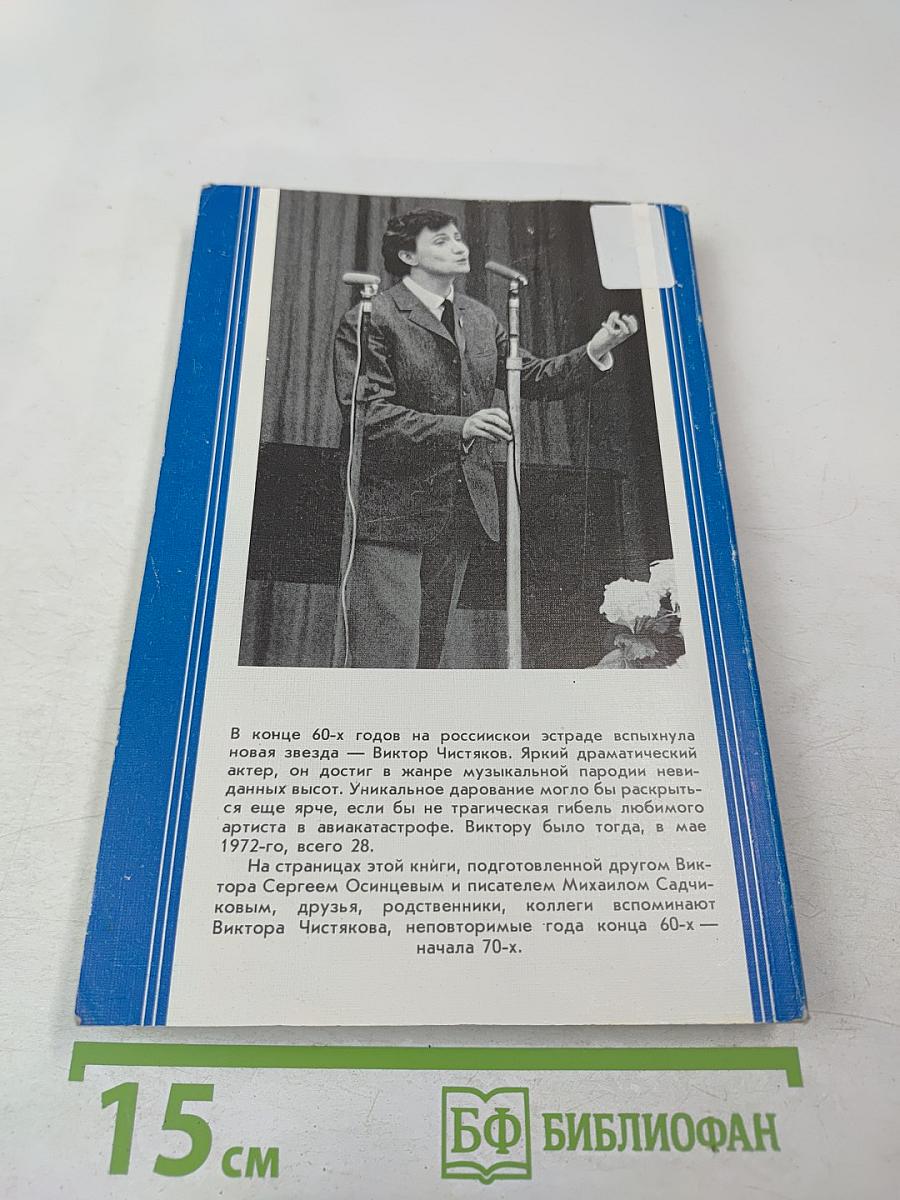 В конце 60-х годов на россиискои эстраде вспыхнула
новая звезда — Виктор Чистяков. Яркий драматический
актер, он достиг в жанре музыкальной пародии неви-
данных высот. Уникальное дарование могло бы раскрыть-
ся еще ярче, если бы не трагическая гибель любимого
артиста в авиакатастрофе. Виктору было тогда, в мае
1972-го, всего 28.
На страницах этой книги, подготовленной другом Вик-
тора Сергеем Осинцевым и писателем Михаилом Садчи-
ковым, друзья, родственники, коллеги вспоминают
Виктора Чистякова, неповторимые года конца 60-х —
начала 70-х.
15 см
БФ БИБЛИОФАН